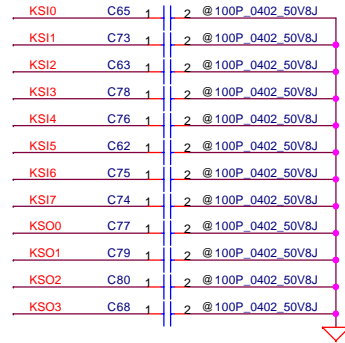 KSI0 C65 1 2 @100P_0402_50V8J
KSI1 C73 1 2 @100P_0402_50V8J
KSI2 C63 1 2 @100P_0402_50V8J
KSI3 C78 1 2 @100P_0402_50V8J
KSI4 C76 1 2 @100P_0402_50V8J
KSI5 C62 1 2 @100P_0402_50V8J
KSI6 C75 1 2 @100P_0402_50V8J
KSI7 C74 1 2 @100P_0402_50V8J
KSO0 C77 1 2 @100P_0402_50V8J
KSO1 C79 1 2 @100P_0402_50V8J
KSO2 C80 1 2 @100P_0402_50V8J
KSO3 C68 1 2 @100P_0402_50V8J